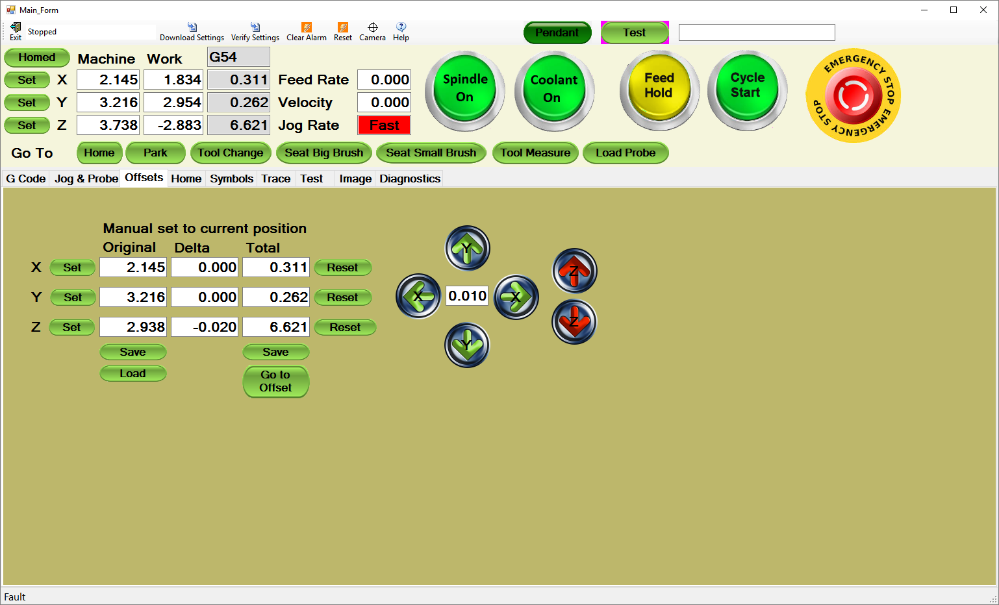 Main_Form
Exit Stopped Download Settings Verify Settings Clear Alarm Reset Camera Help Pendant Test
Homed Machine Work G54
Set X 2.145 1.834 0.311 Feed Rate 0.000
Set Y 3.216 2.954 0.262 Velocity 0.000
Set Z 3.738 -2.883 6.621 Jog Rate Fast
Spindle
On
Coolant
On
Feed
Hold
Cycle
Start
EMERGENCY STOP EMERGENCY STOP
Go To Home Park Tool Change Seat Big Brush Seat Small Brush Tool Measure Load Probe
G Code Jog & Probe Offsets Home Symbols Trace Test Image Diagnostics
Manual set to current position
Original Delta Total
X Set 2.145 0.000 0.311 Reset
Y Set 3.216 0.000 0.262 Reset
Z Set 2.938 -0.020 6.621 Reset
Save Save
Load
Go to
Offset
Y
X 0.010 X
Y
Z
Z
Fault